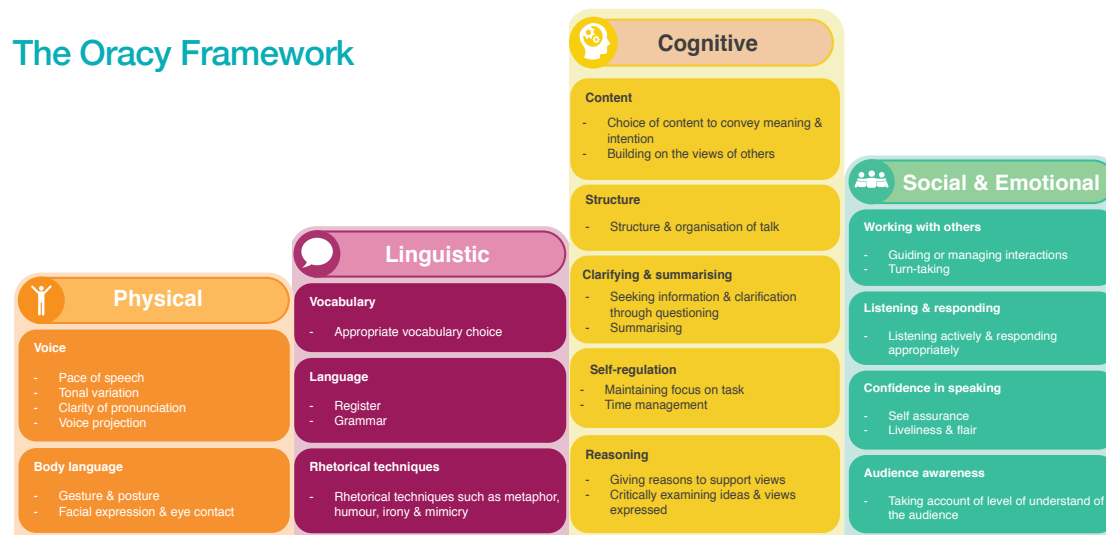 The Oracy Framework
Physical
Voice
- Pace of speech
- Tonal variation
- Clarity of pronunciation
- Voice projection
Body language
- Gesture & posture
- Facial expression & eye contact
Linguistic
Vocabulary
- Appropriate vocabulary choice
Language
- Register
- Grammar
Rhetorical techniques
- Rhetorical techniques such as metaphor,
humour, irony & mimicry
Cognitive
Content
- Choice of content to convey meaning &
intention
- Building on the views of others
Structure
- Structure & organisation of talk
Clarifying & summarising
- Seeking information & clarification
through questioning
- Summarising
Self-regulation
- Maintaining focus on task
- Time management
Reasoning
- Giving reasons to support views
- Critically examining ideas & views
expressed
Social & Emotional
Working with others
- Guiding or managing interactions
- Turn-taking
Listening & responding
- Listening actively & responding
appropriately
Confidence in speaking
- Self assurance
- Liveliness & flair
Audience awareness
- Taking account of level of understand of
the audience